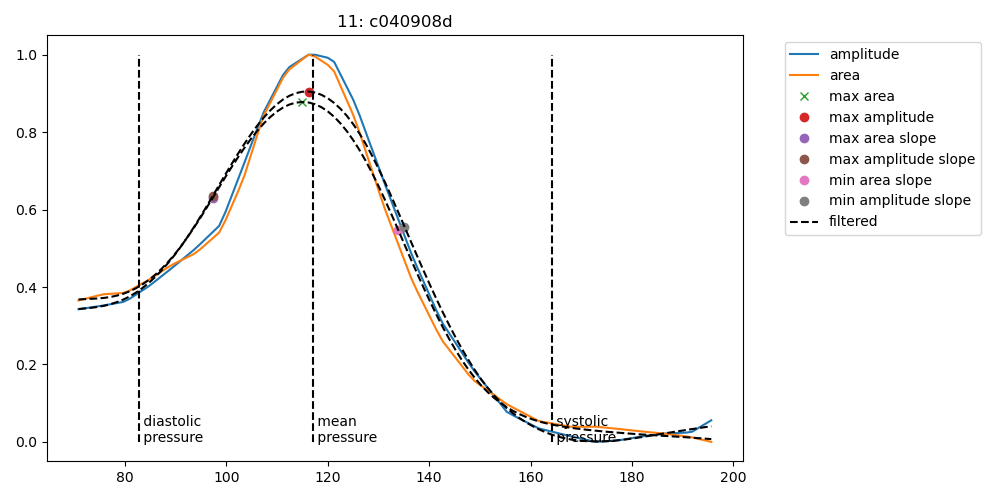 11: c040908d
amplitude
area
max area
max amplitude
max area slope
max amplitude slope
min area slope
min amplitude slope
filtered
1.0
0.8
0.6
0.4
0.2
0.0
diastolic
pressure
mean
pressure
systolic
pressure
80
100
120
140
160
180
200